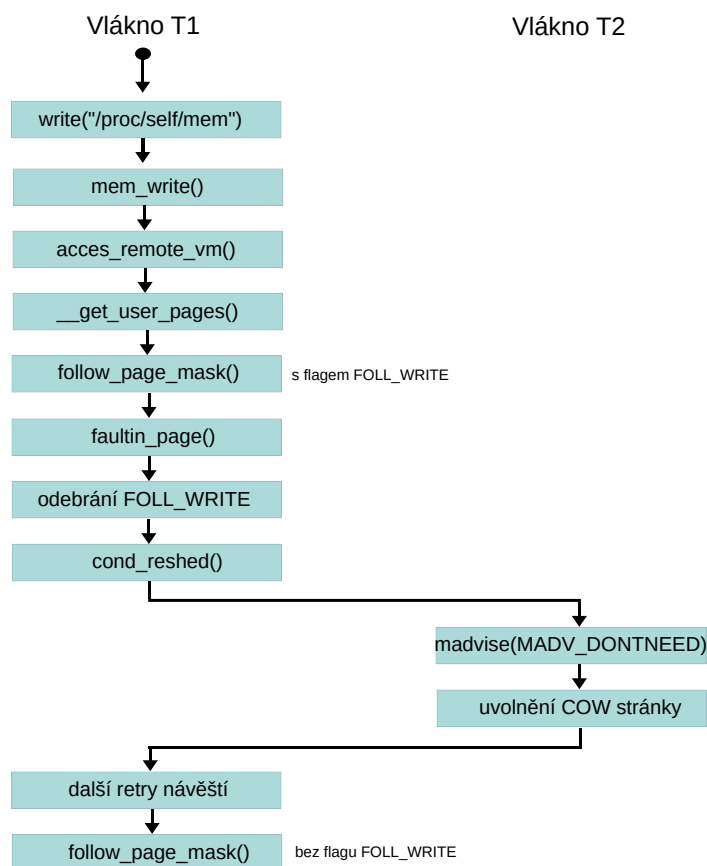 Vlákno T1
Vlákno T2
write("/proc/self/mem")
mem_write()
acces_remote_vm()
__get_user_pages()
follow_page_mask()
s flagem FOLL_WRITE
faultin_page()
odebrání FOLL_WRITE
cond_reshed()
madvise(MADV_DONTNEED)
uvolnění COW stránky
další retry návěští
follow_page_mask()
bez flagu FOLL_WRITE